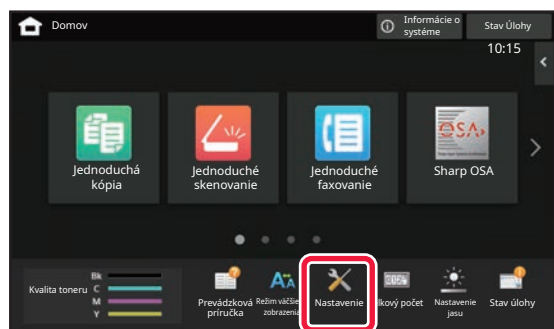 Domov
Informácie o
systéme
Stav Úlohy
10:15
Jednoduchá
kópia
Jednoduché
skenovanie
Jednoduché
faxovanie
OSA
Sharp OSA
Kvalita toneru
Bk
C
M
Y
Prevádzková
príručka
Režim väčšieho
zobrazenia
Nastavenie
lkový počet
Nastavenie
jasu
Stav úlohy